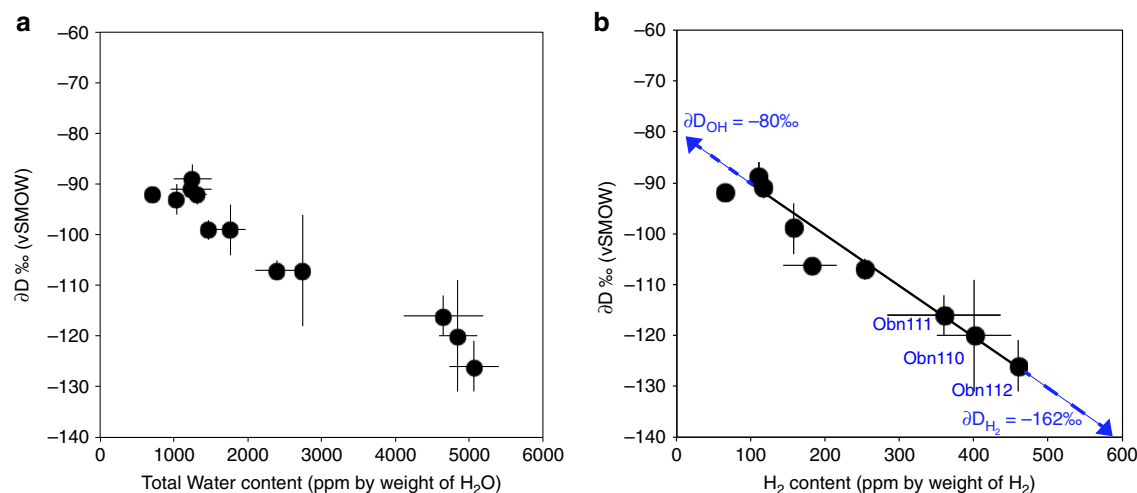 a
−60
−70
−80
−90
−100
−110
−120
−130
−140
∂D ‰ (vSMOW)
0 1000 2000 3000 4000 5000 6000
Total Water content (ppm by weight of H₂O)
b
−60
−70
−80
−90
−100
−110
−120
−130
−140
∂D ‰ (vSMOW)
∂D_OH = −80‰
Obn111
Obn110
Obn112
∂D_H₂ = −162‰
0 100 200 300 400 500 600
H₂ content (ppm by weight of H₂)